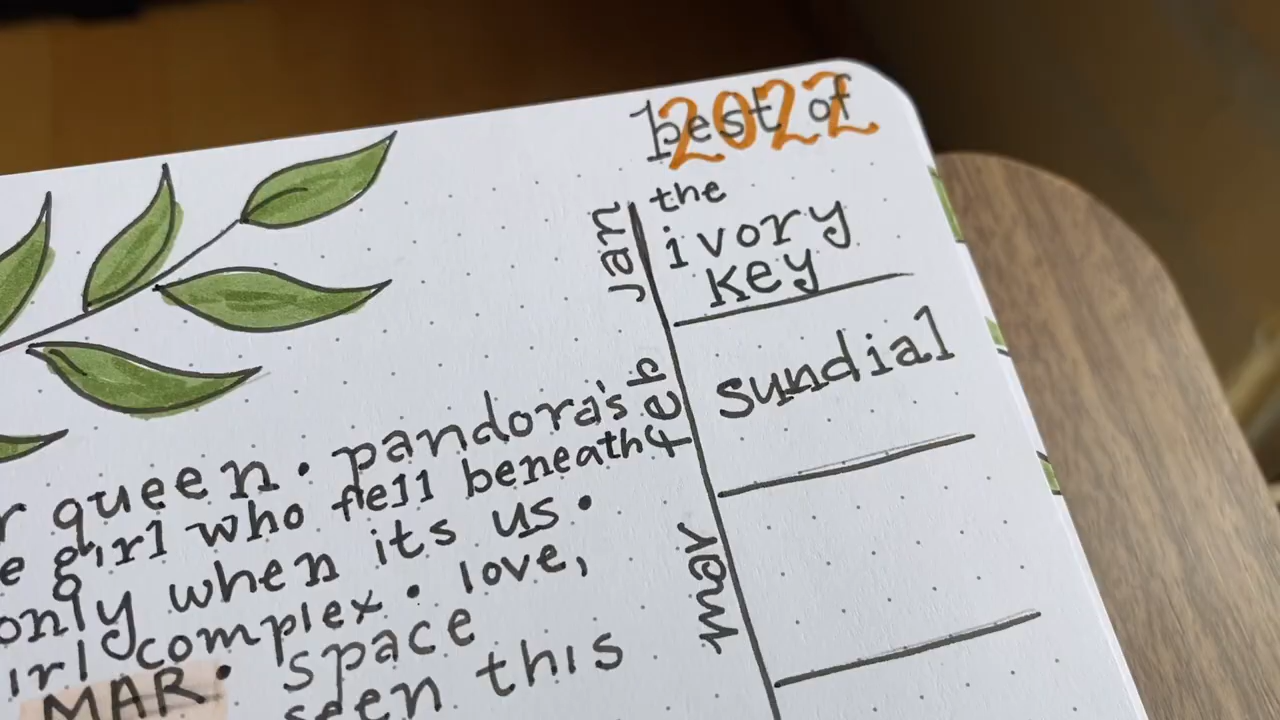 best of
2022
jan
the
ivory
key
feb
sundial
mar
queen • pandora's
girl who fell beneath
only when its us •
complex • love,
MAR • space
seen this